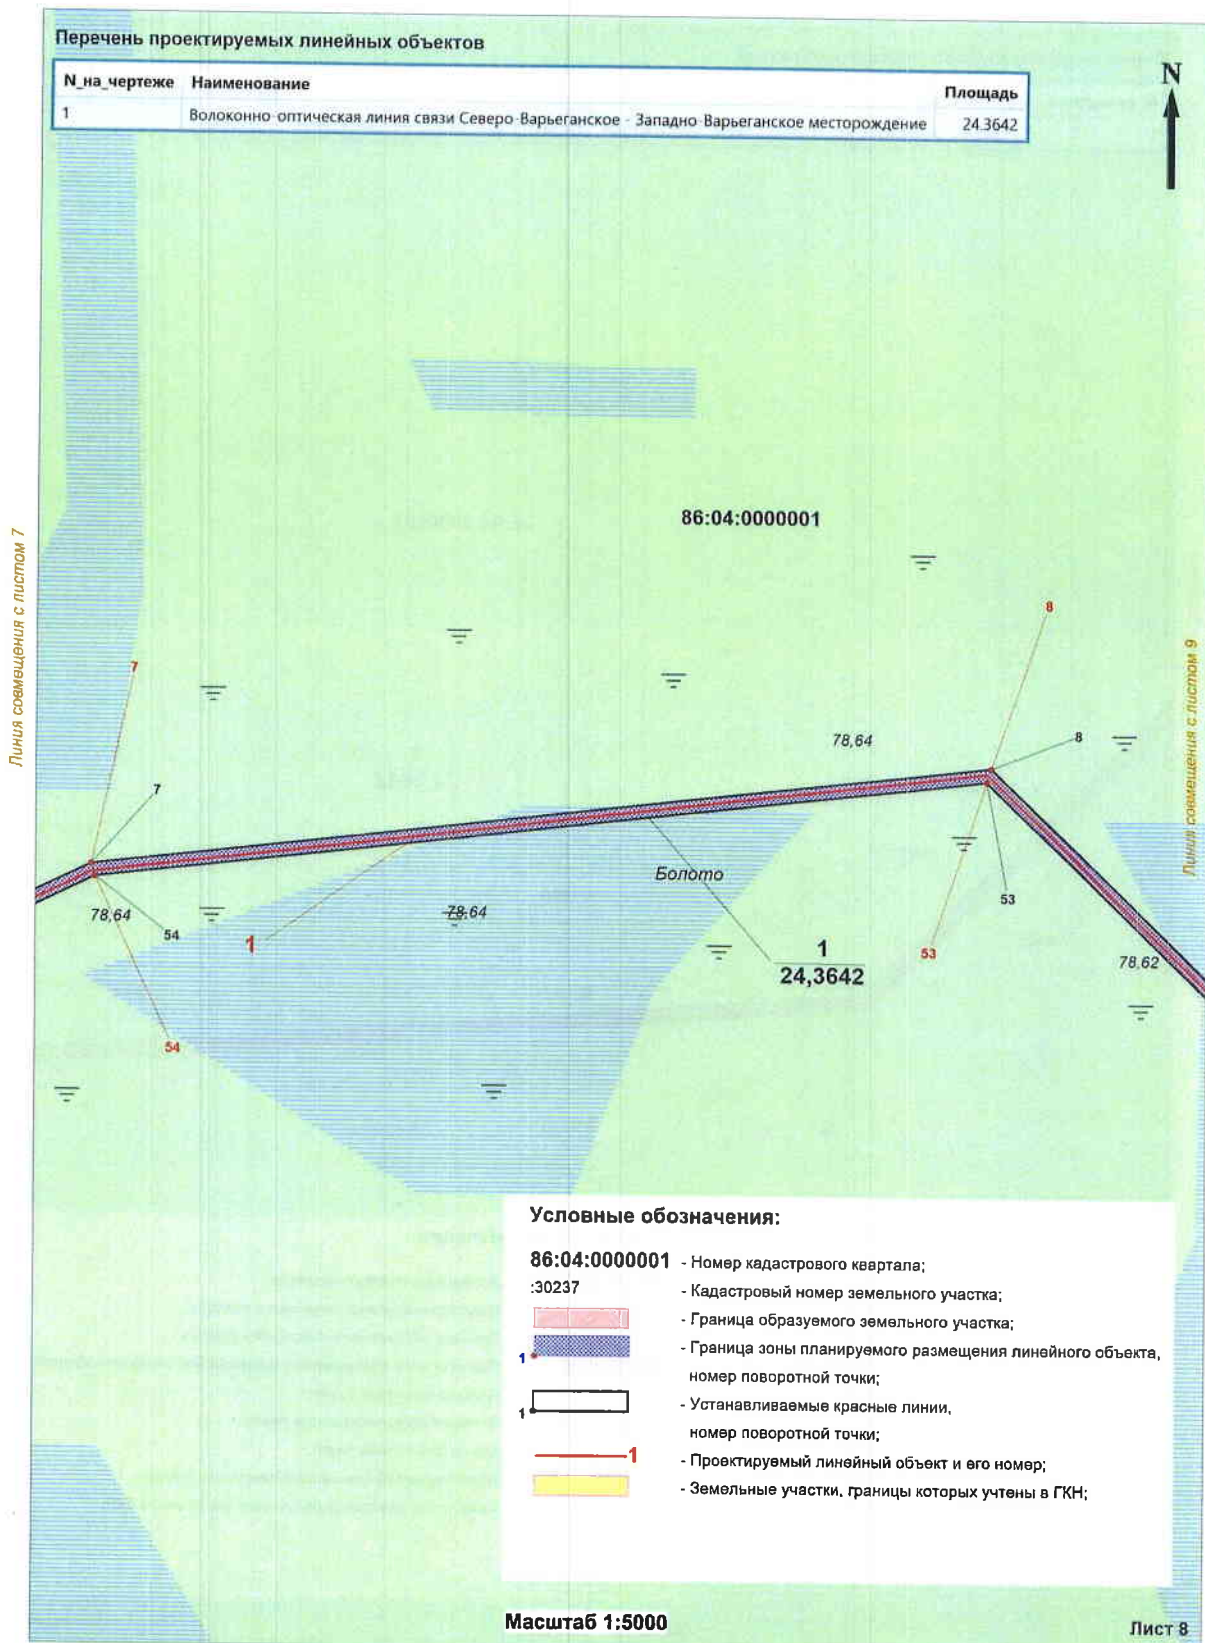 Перечень проектируемых линейных объектов
N_на_чертеже Наименование Площадь
1 Волоконно-оптическая линия связи Северо-Варьеганское - Западно-Варьеганское месторождение 24.3642
N
Линия совмещения с листом 7
86:04:0000001
8
7
Линия совмещения с листом 9
78,64
8
7
Болото
78,64
54
1
78,64
53
53
1
24,3642
78,62
54
Условные обозначения:
86:04:0000001 - Номер кадастрового квартала;
:30237 - Кадастровый номер земельного участка;
- Граница образуемого земельного участка;
1 - Граница зоны планируемого размещения линейного объекта,
номер поворотной точки;
1 - Устанавливаемые красные линии,
номер поворотной точки;
1 - Проектируемый линейный объект и его номер;
- Земельные участки, границы которых учтены в ГКН;
Масштаб 1:5000
Лист 8